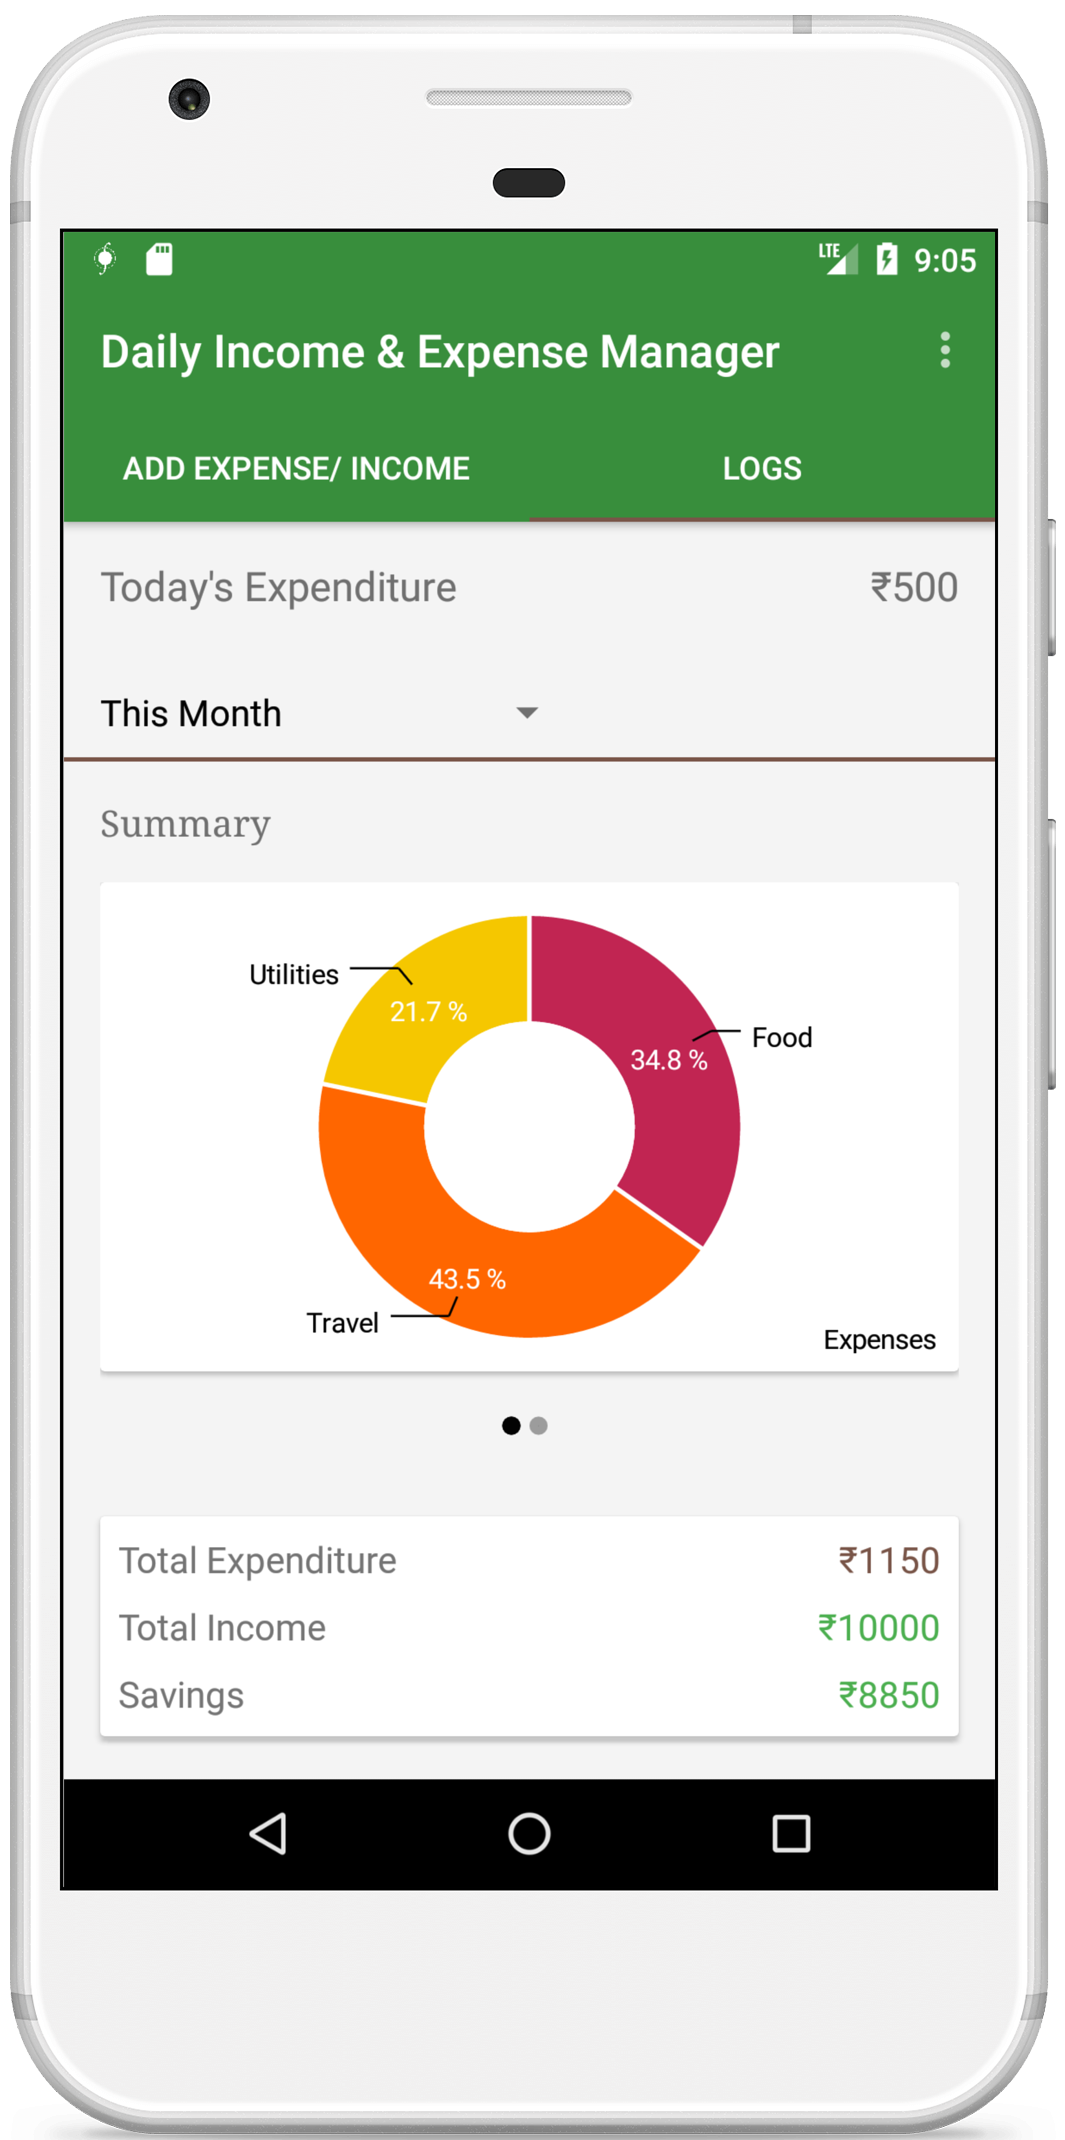 LTE 9:05
Daily Income & Expense Manager
ADD EXPENSE/ INCOME LOGS
Today's Expenditure ₹500
This Month
Summary
Utilities
21.7 %
Food
34.8 %
43.5 %
Travel
Expenses
Total Expenditure ₹1150
Total Income ₹10000
Savings ₹8850